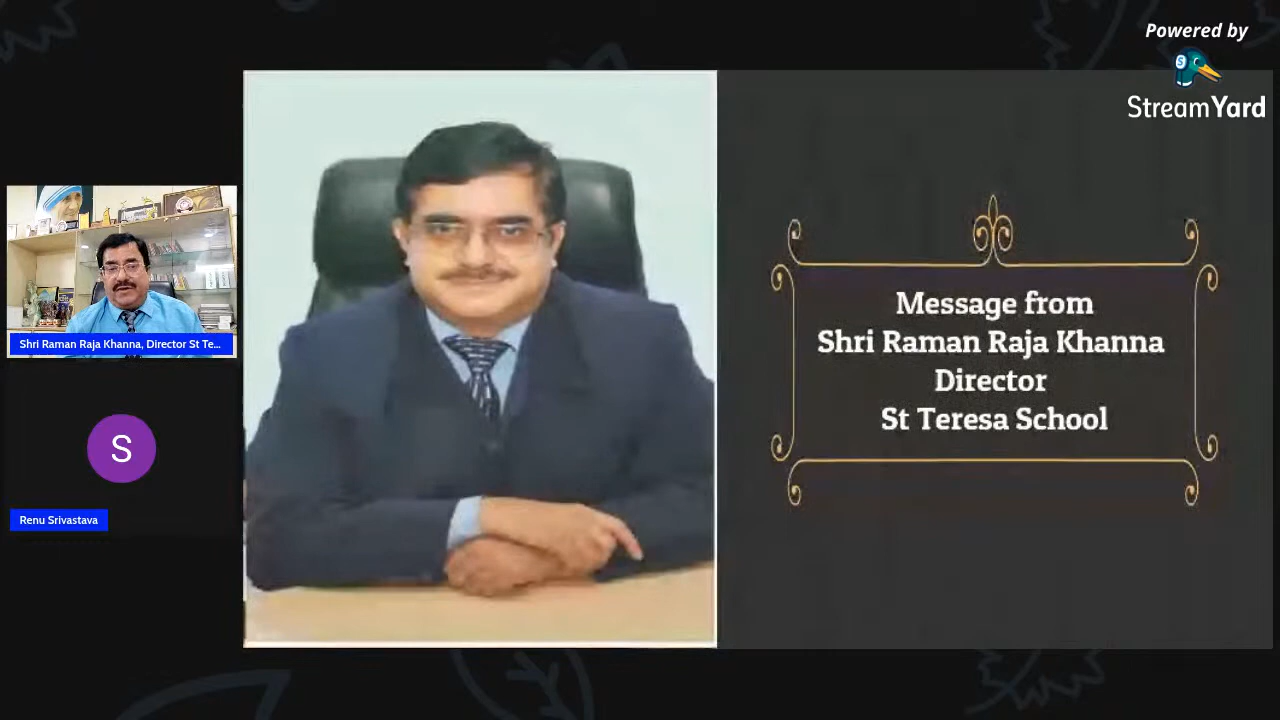 Powered by
StreamYard
Message from
Shri Raman Raja Khanna
Director
St Teresa School
Shri Raman Raja Khanna, Director St Te...
S
Renu Srivastava